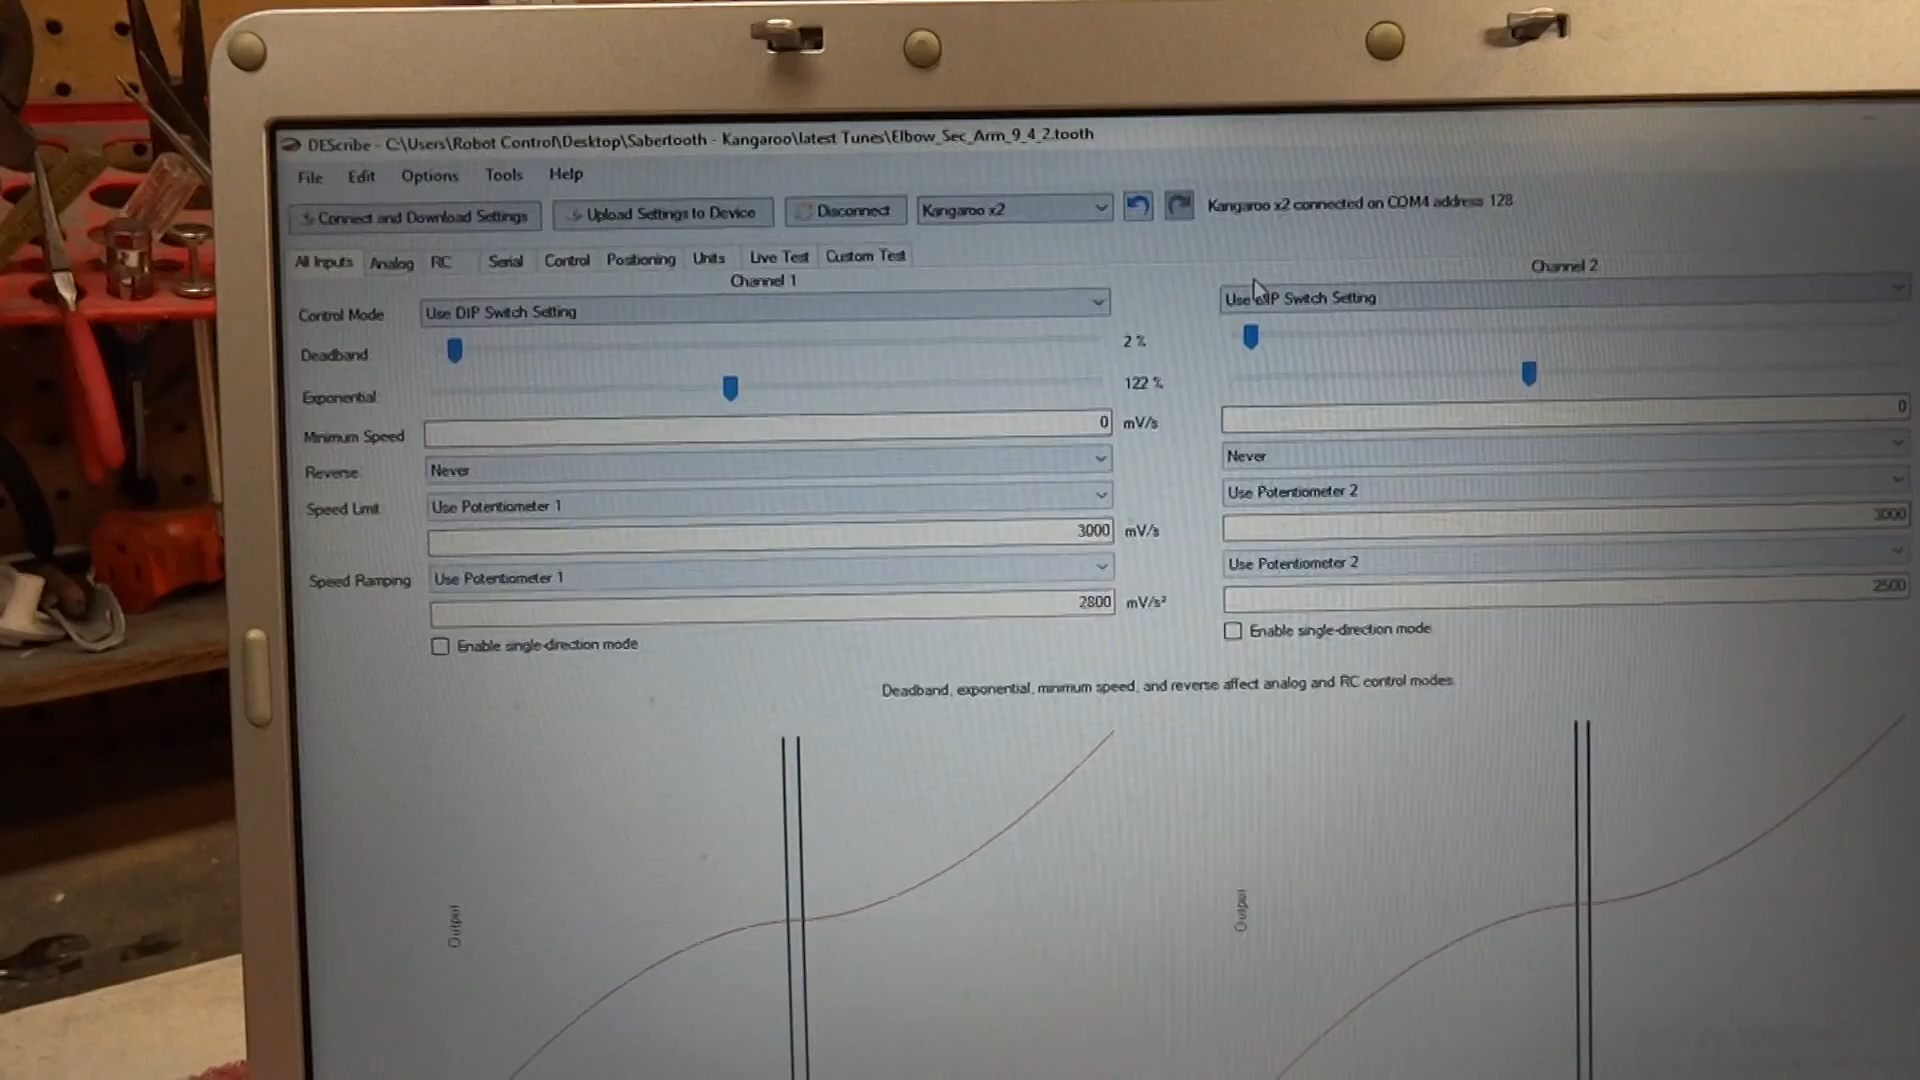 DEScribe - C:\Users\Robot Control\Desktop\Sabertooth - Kangaroo\latest Tunes\Elbow_Sec_Arm_9_4_2.tooth
File Edit Options Tools Help
Connect and Download Settings Upload Settings to Device Disconnect Kangaroo x2 Kangaroo x2 connected on COM4 address 128
All Inputs Analog RC Serial Control Positioning Units Live Test Custom Test
Channel 1 Channel 2
Control Mode Use DIP Switch Setting Use DIP Switch Setting
Deadband 2 %
Exponential 122 %
Minimum Speed 0 mV/s 0
Reverse Never Never
Speed Limit Use Potentiometer 1 Use Potentiometer 2
3000 mV/s 3000
Speed Ramping Use Potentiometer 1 Use Potentiometer 2
2800 mV/s² 2500
Enable single-direction mode Enable single-direction mode
Deadband, exponential, minimum speed, and reverse affect analog and RC control modes.
Output Output